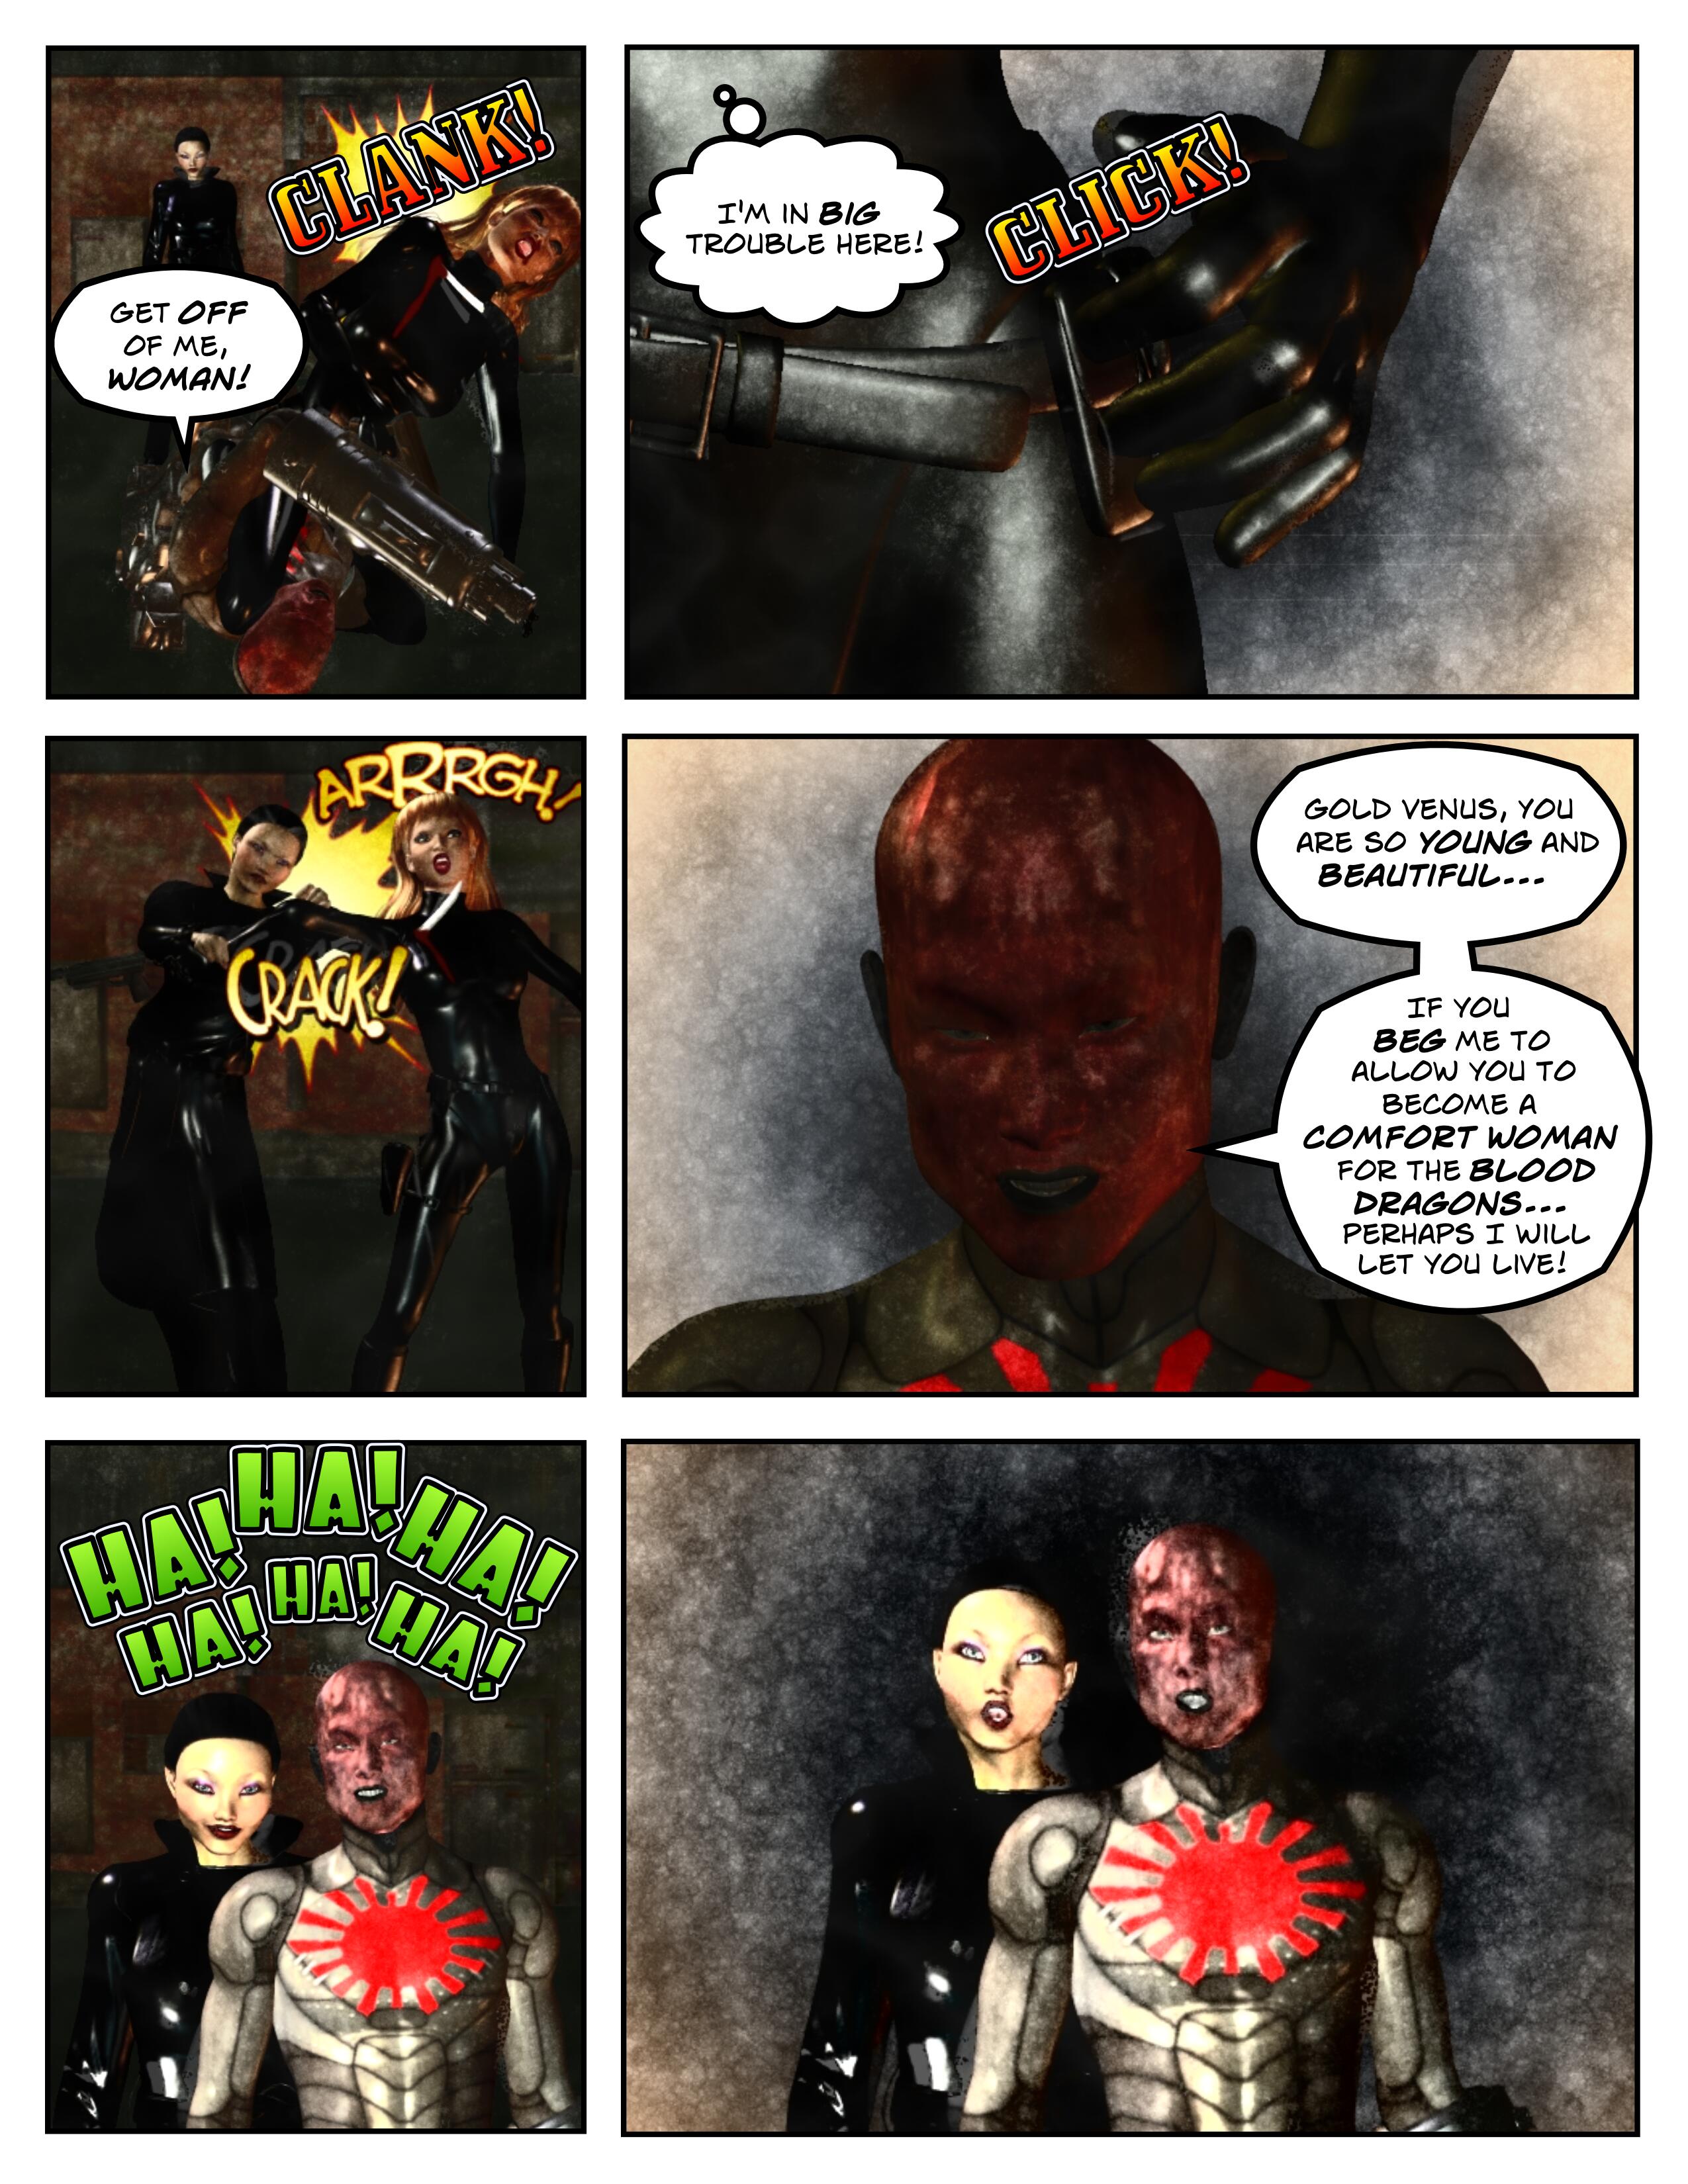 CLANK!
GET OFF
OF ME,
WOMAN!
I'M IN BIG
TROUBLE HERE!
CLICK!
ARRRGH!
CRACK!
GOLD VENUS, YOU
ARE SO YOUNG AND
BEAUTIFUL...
IF YOU
BEG ME TO
ALLOW YOU TO
BECOME A
COMFORT WOMAN
FOR THE BLOOD
DRAGONS...
PERHAPS I WILL
LET YOU LIVE!
HA! HA! HA!
HA! HA! HA!